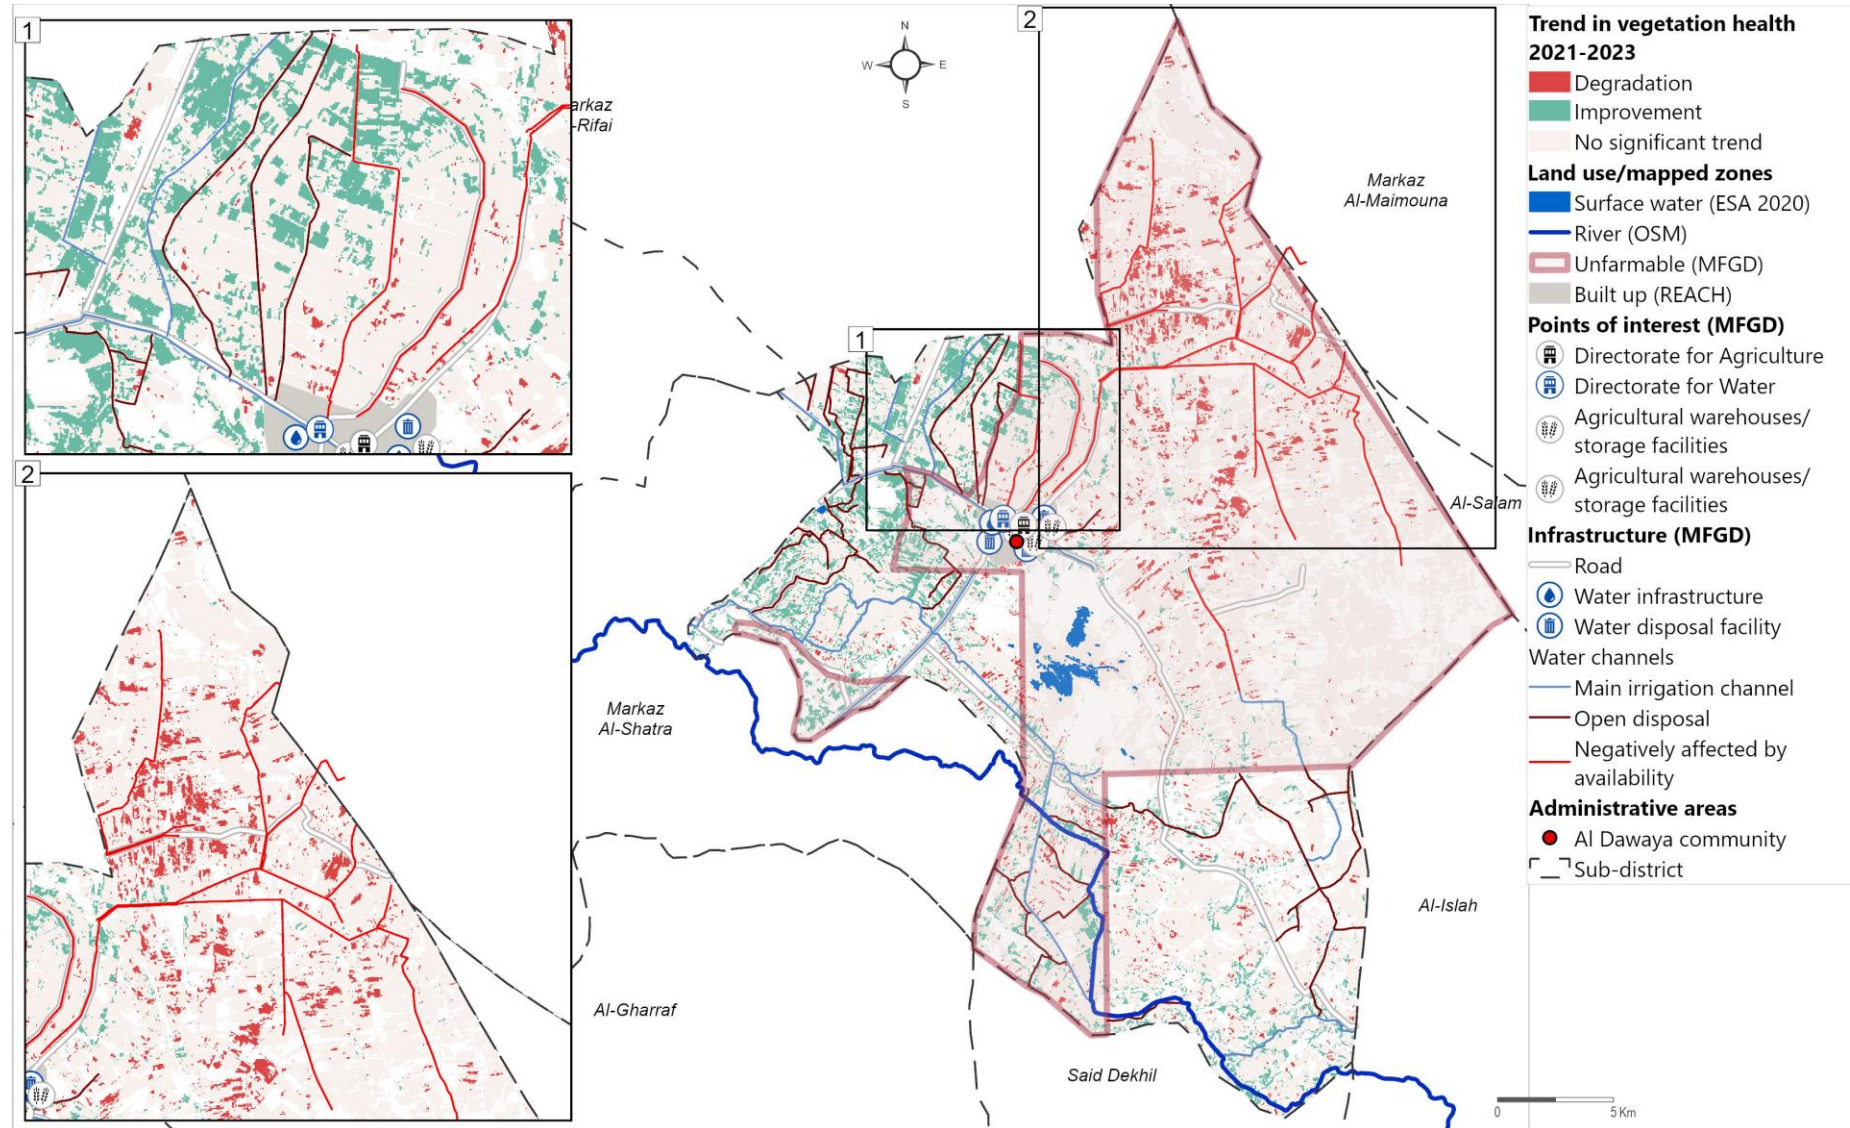 1
2
N
W
E
S
arkaz
-Rifai
Markaz
Al-Maimouna
1
Al-Salam
2
Markaz
Al-Shatra
Al-Islah
Al-Gharraf
Said Dekhil
0
5 Km
Trend in vegetation health
2021-2023
Degradation
Improvement
No significant trend
Land use/mapped zones
Surface water (ESA 2020)
River (OSM)
Unfarmable (MFGD)
Built up (REACH)
Points of interest (MFGD)
Directorate for Agriculture
Directorate for Water
Agricultural warehouses/
storage facilities
Agricultural warehouses/
storage facilities
Infrastructure (MFGD)
Road
Water infrastructure
Water disposal facility
Water channels
Main irrigation channel
Open disposal
Negatively affected by
availability
Administrative areas
Al Dawaya community
Sub-district